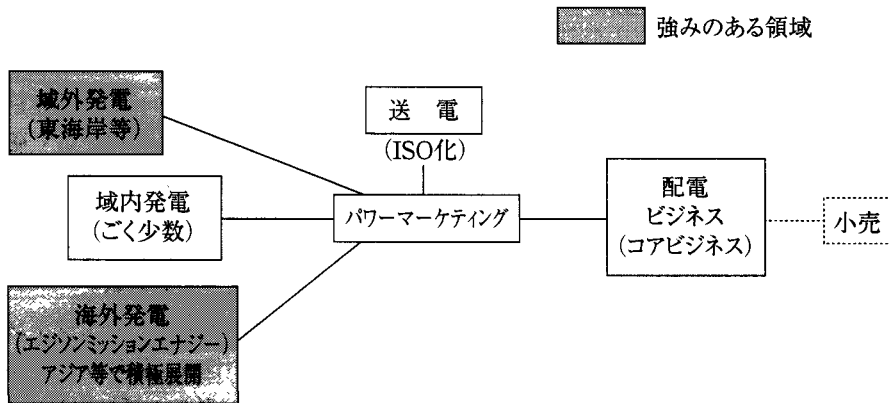 強みのある領域
域外発電
(東海岸等)
送 電
(ISO化)
域内発電
(ごく少数)
パワーマーケティング
配電
ビジネス
(コアビジネス)
小売
海外発電
(エジソンミッションエナジー)
アジア等で積極展開